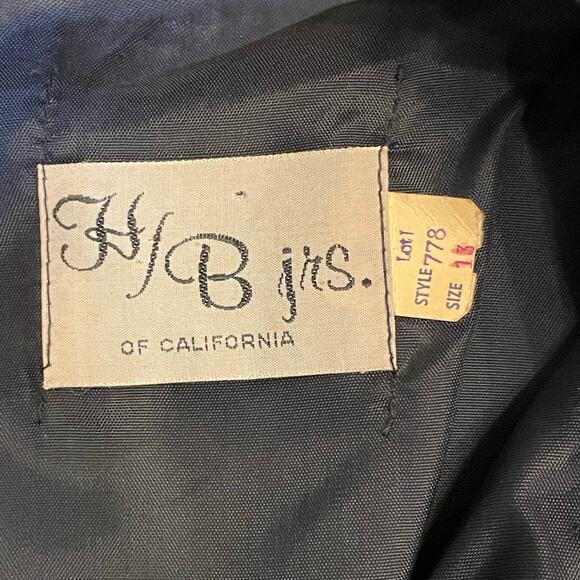 H/B jrs.
OF CALIFORNIA
Lot 1
STYLE 778
SIZE 13